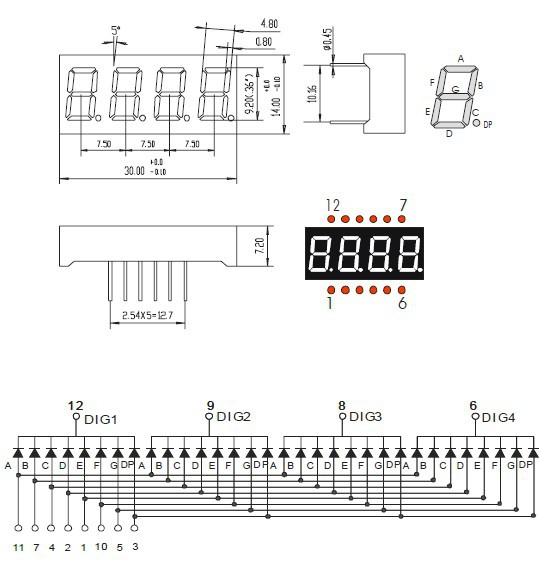 4.80
5°
0.80
ø0.45
9.20(0.36")
+0.0
14.00 -0.10
10.16
7.50 7.50 7.50
+0.0
30.00 -0.10
A
F B
G
E C
D DP
12 7
7.20
1 6
2.54X5=12.7
12 9 8 6
DIG1 DIG2 DIG3 DIG4
A B C D E F G DP A B C D E F G DP A B C D E F G DP A B C D E F G DP
11 7 4 2 1 10 5 3